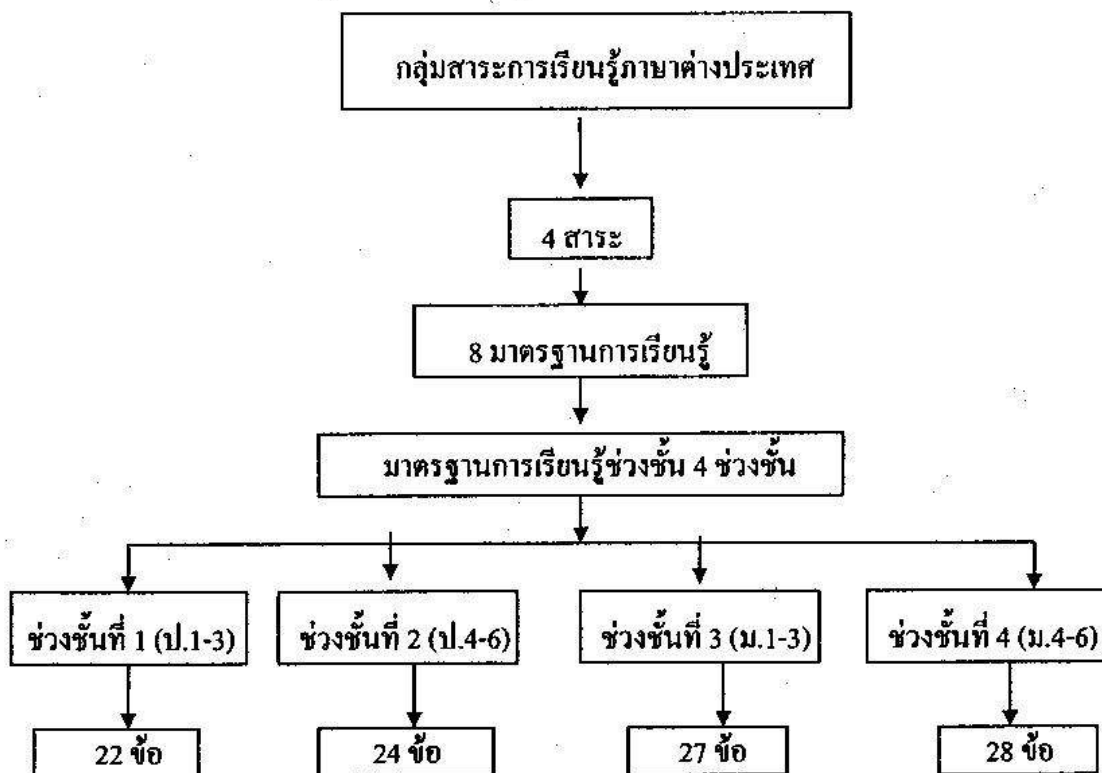 กลุ่มสาระการเรียนรู้ภาษาต่างประเทศ
4 สาระ
8 มาตรฐานการเรียนรู้
มาตรฐานการเรียนรู้ช่วงชั้น 4 ช่วงชั้น
ช่วงชั้นที่ 1 (ป.1-3)
ช่วงชั้นที่ 2 (ป.4-6)
ช่วงชั้นที่ 3 (ม.1-3)
ช่วงชั้นที่ 4 (ม.4-6)
22 ข้อ
24 ข้อ
27 ข้อ
28 ข้อ